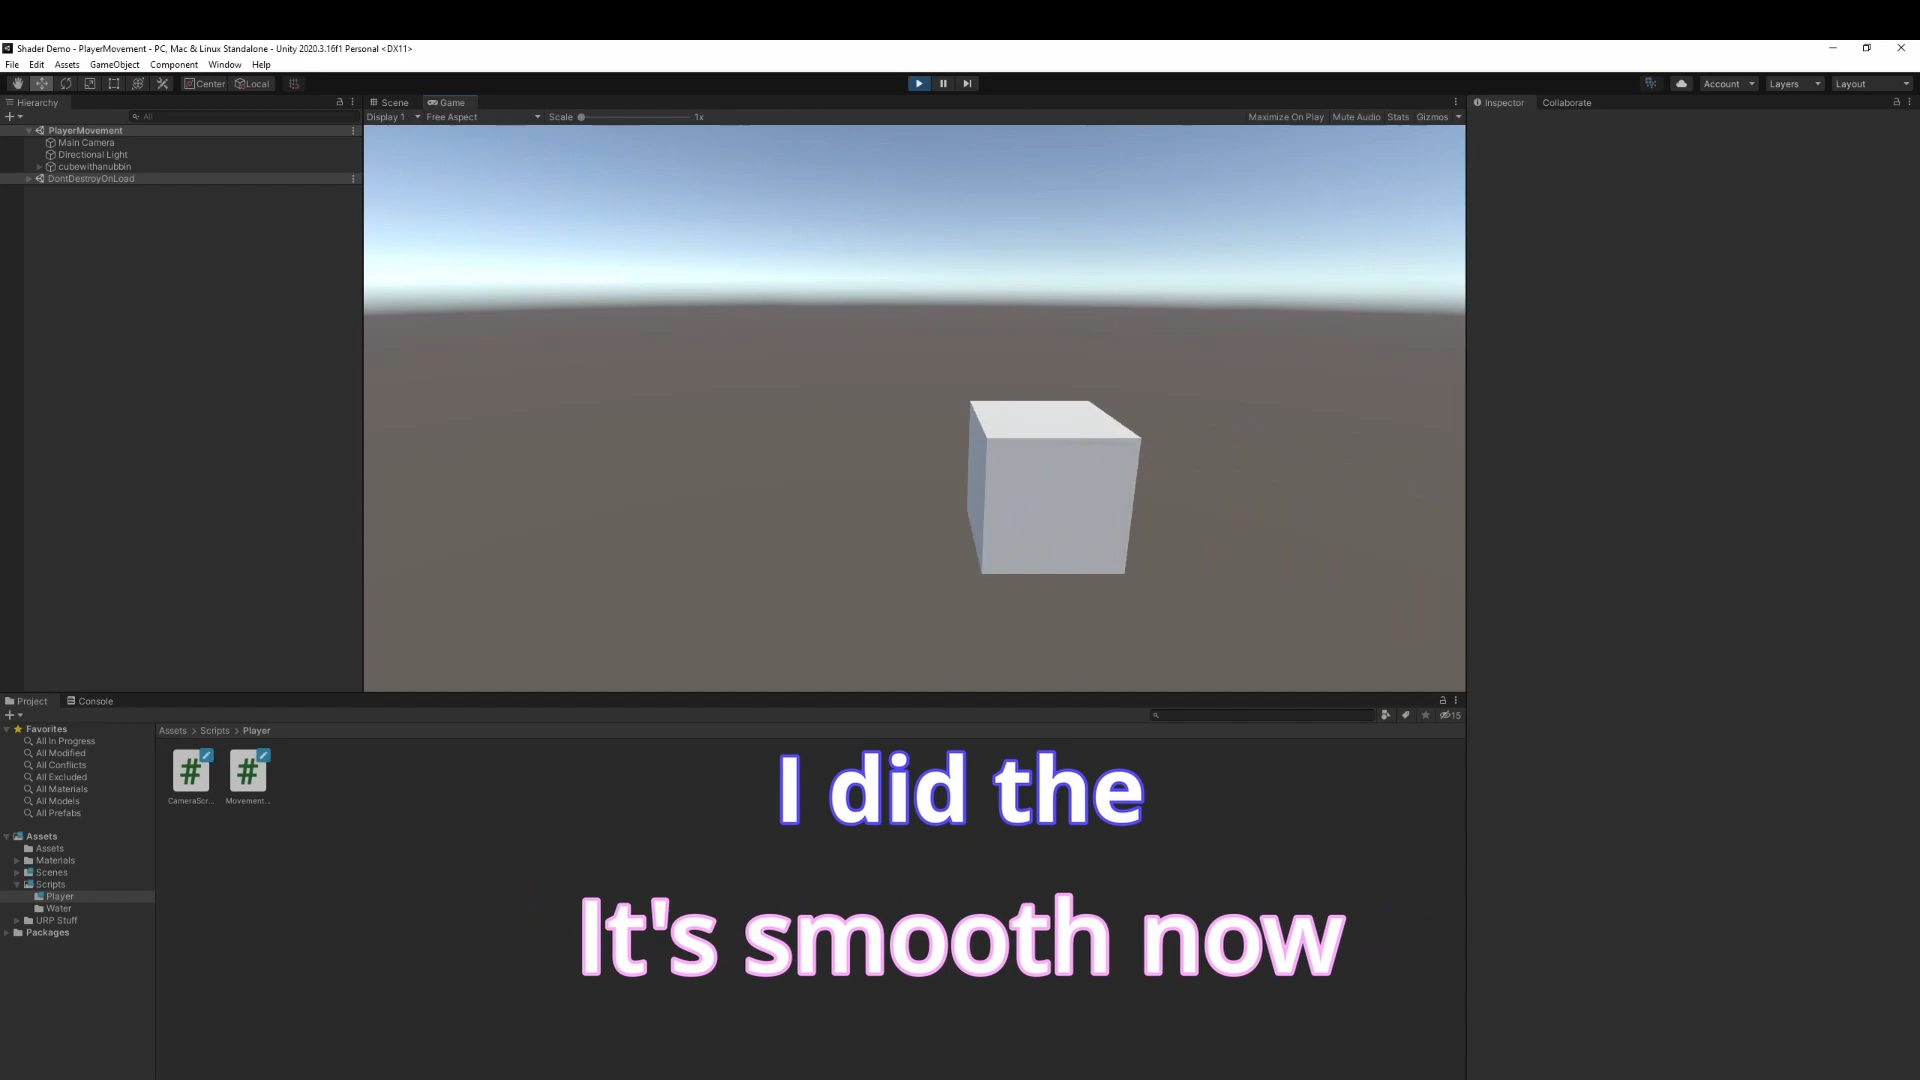 Shader Demo - PlayerMovement - PC, Mac & Linux Standalone - Unity 2020.3.16f1 Personal <DX11>
File Edit Assets GameObject Component Window Help
Center Local Account Layers Layout
Hierarchy Scene Game Inspector Collaborate
All Display 1 Free Aspect Scale 1x Maximize On Play Mute Audio Stats Gizmos
PlayerMovement
Main Camera
Directional Light
cubewithanubbin
DontDestroyOnLoad
Project Console
15
Favorites
Assets > Scripts > Player
All In Progress
All Modified
All Conflicts
All Excluded
All Materials
All Models
All Prefabs
CameraScr... Movement...
Assets
Assets
Materials
Scenes
Scripts
Player
Water
URP Stuff
Packages
I did the
It's smooth now